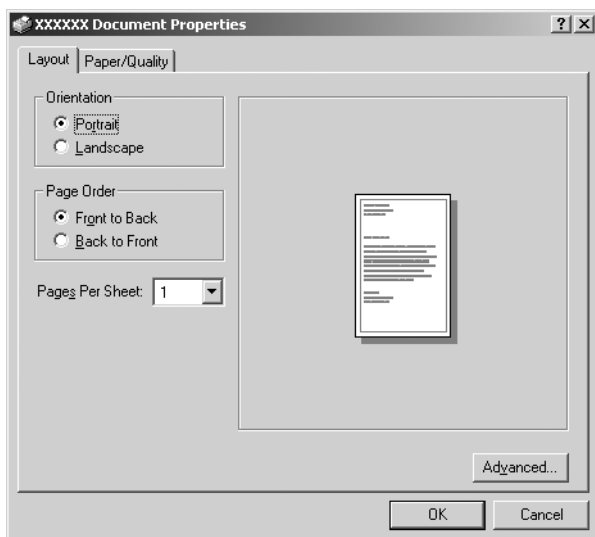 XXXXXX Document Properties
Layout
Paper/Quality
Orientation
Portrait
Landscape
Page Order
Front to Back
Back to Front
Pages Per Sheet: 1
Advanced...
OK
Cancel